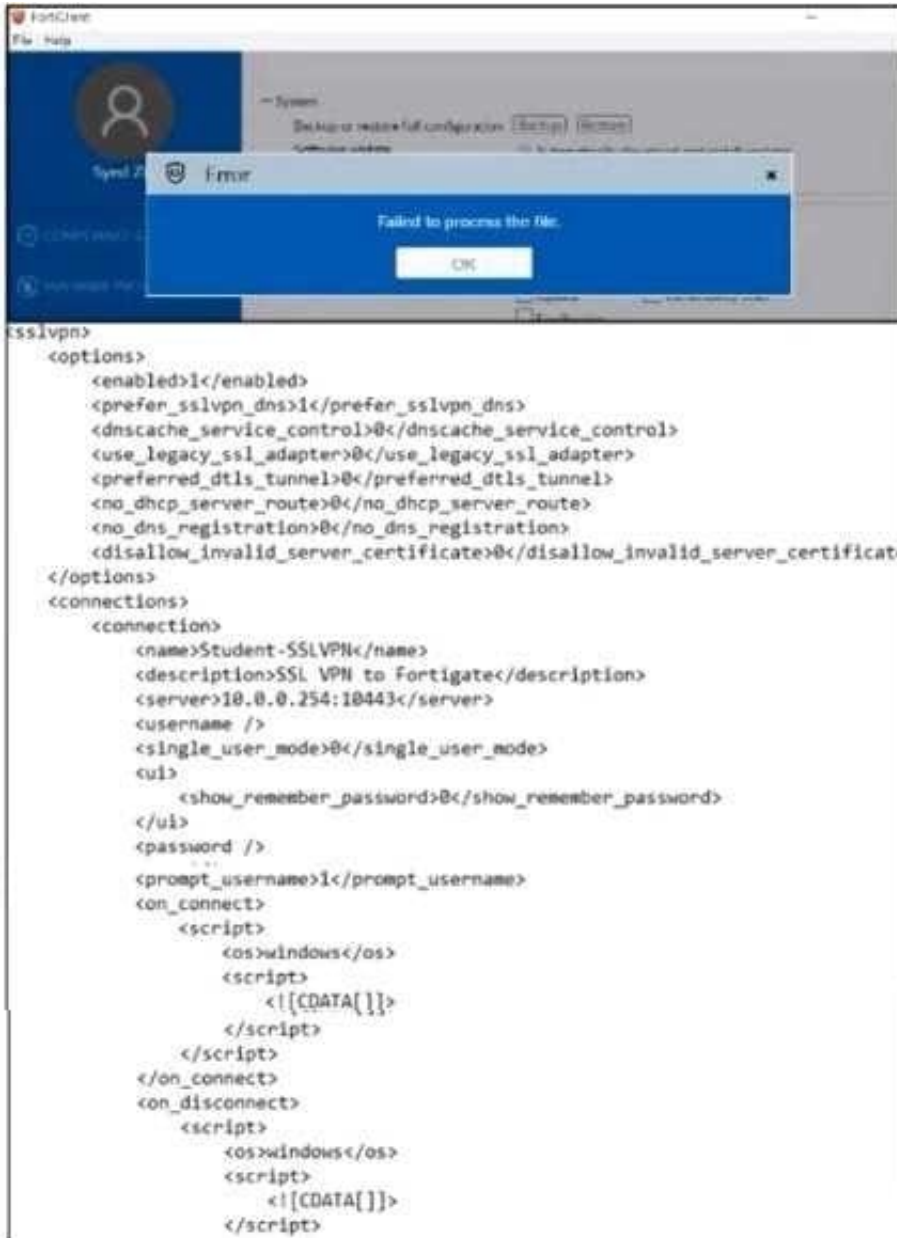 FortiClient
File Help
System
Backup or restore full configuration Backup Restore
Software update
Syed
Error
Failed to process the file.
OK
<sslvpn>
<options>
<enabled>1</enabled>
<prefer_sslvpn_dns>1</prefer_sslvpn_dns>
<dnscache_service_control>0</dnscache_service_control>
<use_legacy_ssl_adapter>0</use_legacy_ssl_adapter>
<preferred_dtls_tunnel>0</preferred_dtls_tunnel>
<no_dhcp_server_route>0</no_dhcp_server_route>
<no_dns_registration>0</no_dns_registration>
<disallow_invalid_server_certificate>0</disallow_invalid_server_certificate
</options>
<connections>
<connection>
<name>Student-SSLVPN</name>
<description>SSL VPN to Fortigate</description>
<server>10.0.0.254:10443</server>
<username />
<single_user_mode>0</single_user_mode>
<ui>
<show_remember_password>0</show_remember_password>
</ui>
<password />
<prompt_username>1</prompt_username>
<on_connect>
<script>
<os>windows</os>
<script>
<![CDATA[]]>
</script>
</script>
</on_connect>
<on_disconnect>
<script>
<os>windows</os>
<script>
<![CDATA[]]>
</script>